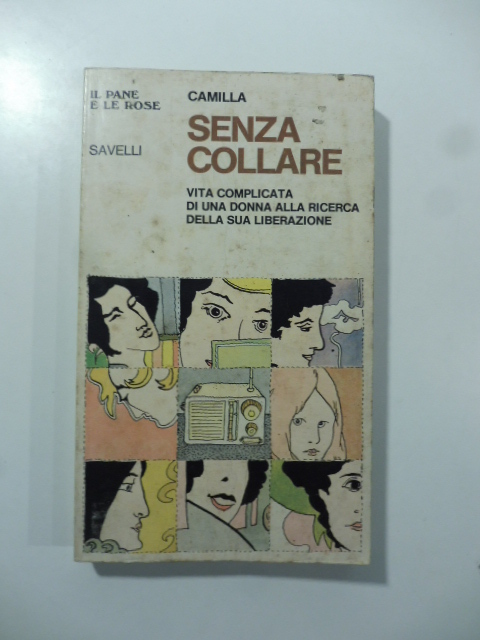 IL PANE
E LE ROSE
SAVELLI
CAMILLA
SENZA
COLLARE
VITA COMPLICATA
DI UNA DONNA ALLA RICERCA
DELLA SUA LIBERAZIONE